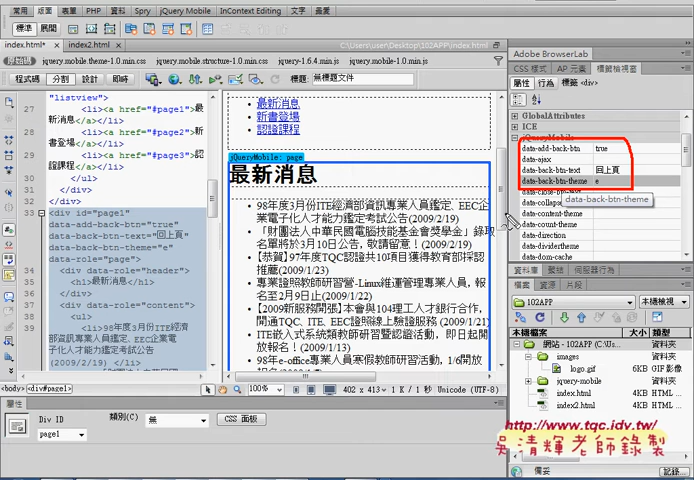 常用 版面 表單 PHP 資料 Spry jQuery Mobile InContext Editing 文字 最愛
標準 展開
index.html* × index2.html ×
C:\Users\user\Desktop\102APP\index.html
原始碼 jquery.mobile.theme-1.0.min.css jquery.mobile.structure-1.0.min.css jquery-1.6.4.min.js jquery.mobile-1.0.min.js
程式碼 分割 設計 即時 標題: 無標題文件
"listview">
27 <li><a href="#page1">最
新消息</a></li>
28 <li><a href="#page2">新
書登場</a></li>
29 <li><a href="#page3">認
證課程</a></li>
30 </ul>
31 </div>
32 </div>
33 <div id="page1"
data-add-back-btn="true"
data-back-btn-text="回上頁"
data-back-btn-theme="e"
data-role="page">
34 <div data-role="header">
35 <h1>最新消息</h1>
36 </div>
37 <div data-role="content">
38 <ul>
39 <li>98年度3月份ITE經濟
部資訊專業人員鑑定、EEC企業電
子化人才能力鑑定考試公告
(2009/2/19) </li>
<body> <div#page1>
最新消息
新書登場
認證課程
jQueryMobile: page
最新消息
98年度3月份ITE經濟部資訊專業人員鑑定、EEC企
業電子化人才能力鑑定考試公告(2009/2/19)
「財團法人中華民國電腦技能基金會獎學金」錄取
名單將於3月10日公告, 敬請留意！(2009/2/19)
【恭賀】97年度TQC認證共10項目獲得教育部採認
推薦(2009/1/23)
專業證照教師研習營-Linux維運管理專業人員, 報
名至2月9日止(2009/1/22)
【2009新服務開張】本會與104理工人才銀行合作,
開通TQC、ITE、EEC證照線上驗證服務 (2009/1/21)
ITE嵌入式系統類教師研習暨認證活動, 即日起開
放報名！(2009/1/13)
98年e-office專業人員寒假教師研習活動, 1/6開放
100% 402 x 413 1 K / 1 秒 Unicode (UTF-8)
屬性
Div ID 類別(C) 無 CSS 面板
page1
Adobe BrowserLab
CSS 樣式 AP 元素 標籤檢視窗
屬性 行為 標籤 <div>
GlobalAttributes
ICE
jQueryMobile
data-add-back-btn true
data-ajax
data-back-btn-text 回上頁
data-back-btn-theme e
data-back-btn-theme
data-content-theme
data-count-theme
data-direction
data-dividertheme
data-dom-cache
資料庫 繫結 伺服器行為
檔案 資源 片段
102APP 本機檢視
本機檔案 大小 類型
網站 - 102APP (C:\Us... 資料夾
images 資料夾
logo.gif 6KB GIF 影像
jquery-mobile 資料夾
index.html 4KB HTML ...
index2.html 4KB HTML ...
http://www.tqc.idv.tw/
吳清輝老師錄製
備妥 記錄...